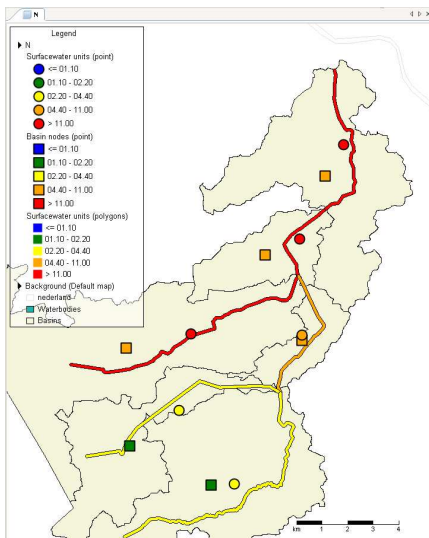 N
Legend
N
Surfacewater units (point)
<= 01.10
01.10 - 02.20
02.20 - 04.40
04.40 - 11.00
> 11.00
Basin nodes (point)
<= 01.10
01.10 - 02.20
02.20 - 04.40
04.40 - 11.00
> 11.00
Surfacewater units (polygons)
<= 01.10
01.10 - 02.20
02.20 - 04.40
04.40 - 11.00
> 11.00
Background (Default map)
nederland
Waterbodies
Basins
km 1 2 3 4